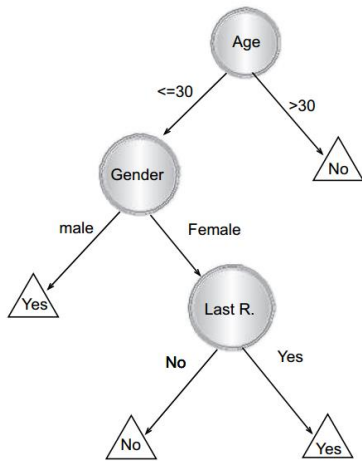 Age
<=30
>30
Gender
No
male
Female
Yes
Last R.
No
Yes
No
Yes